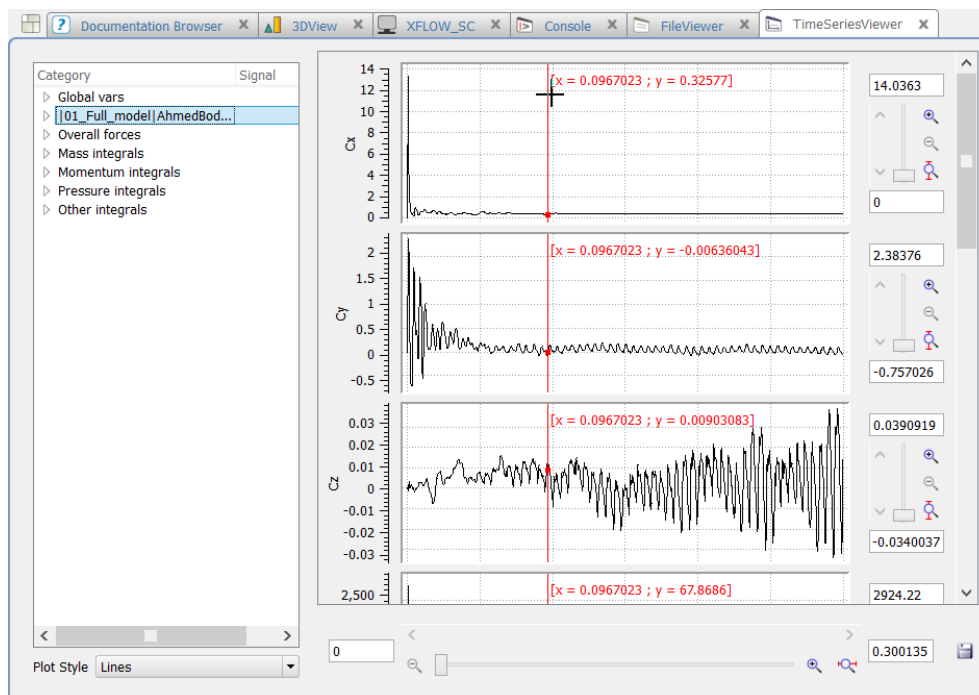 Documentation Browser x 3DView x XFLOW_SC x Console x FileViewer x TimeSeriesViewer x
Category Signal
Global vars
|01_Full_model|AhmedBod...
Overall forces
Mass integrals
Momentum integrals
Pressure integrals
Other integrals
Plot Style Lines
14
12
10
8
6
4
2
0
Cx
[x = 0.0967023 ; y = 0.32577]
14.0363
0
2
1.5
1
0.5
0
-0.5
Cy
[x = 0.0967023 ; y = -0.00636043]
2.38376
-0.757026
0.03
0.02
0.01
0
-0.01
-0.02
-0.03
Cz
[x = 0.0967023 ; y = 0.00903083]
0.0390919
-0.0340037
2,500
[x = 0.0967023 ; y = 67.8686]
2924.22
0
0.300135